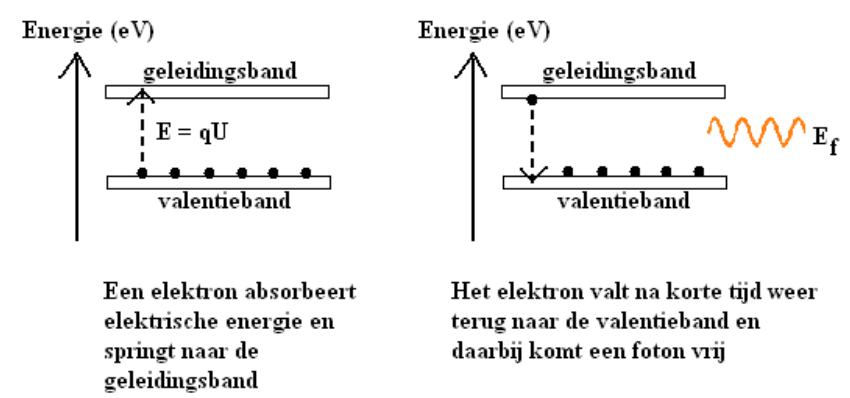 Energie (eV)
geleidingsband
E = qU
valentieband
Een elektron absorbeert
elektrische energie en
springt naar de
geleidingsband
Energie (eV)
geleidingsband
E_f
valentieband
Het elektron valt na korte tijd weer
terug naar de valentieband en
daarbij komt een foton vrij